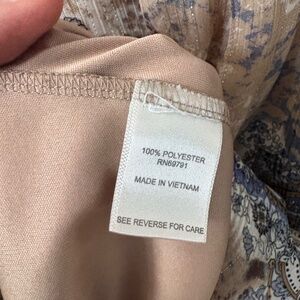 100% POLYESTER
RN69791
MADE IN VIETNAM
SEE REVERSE FOR CARE